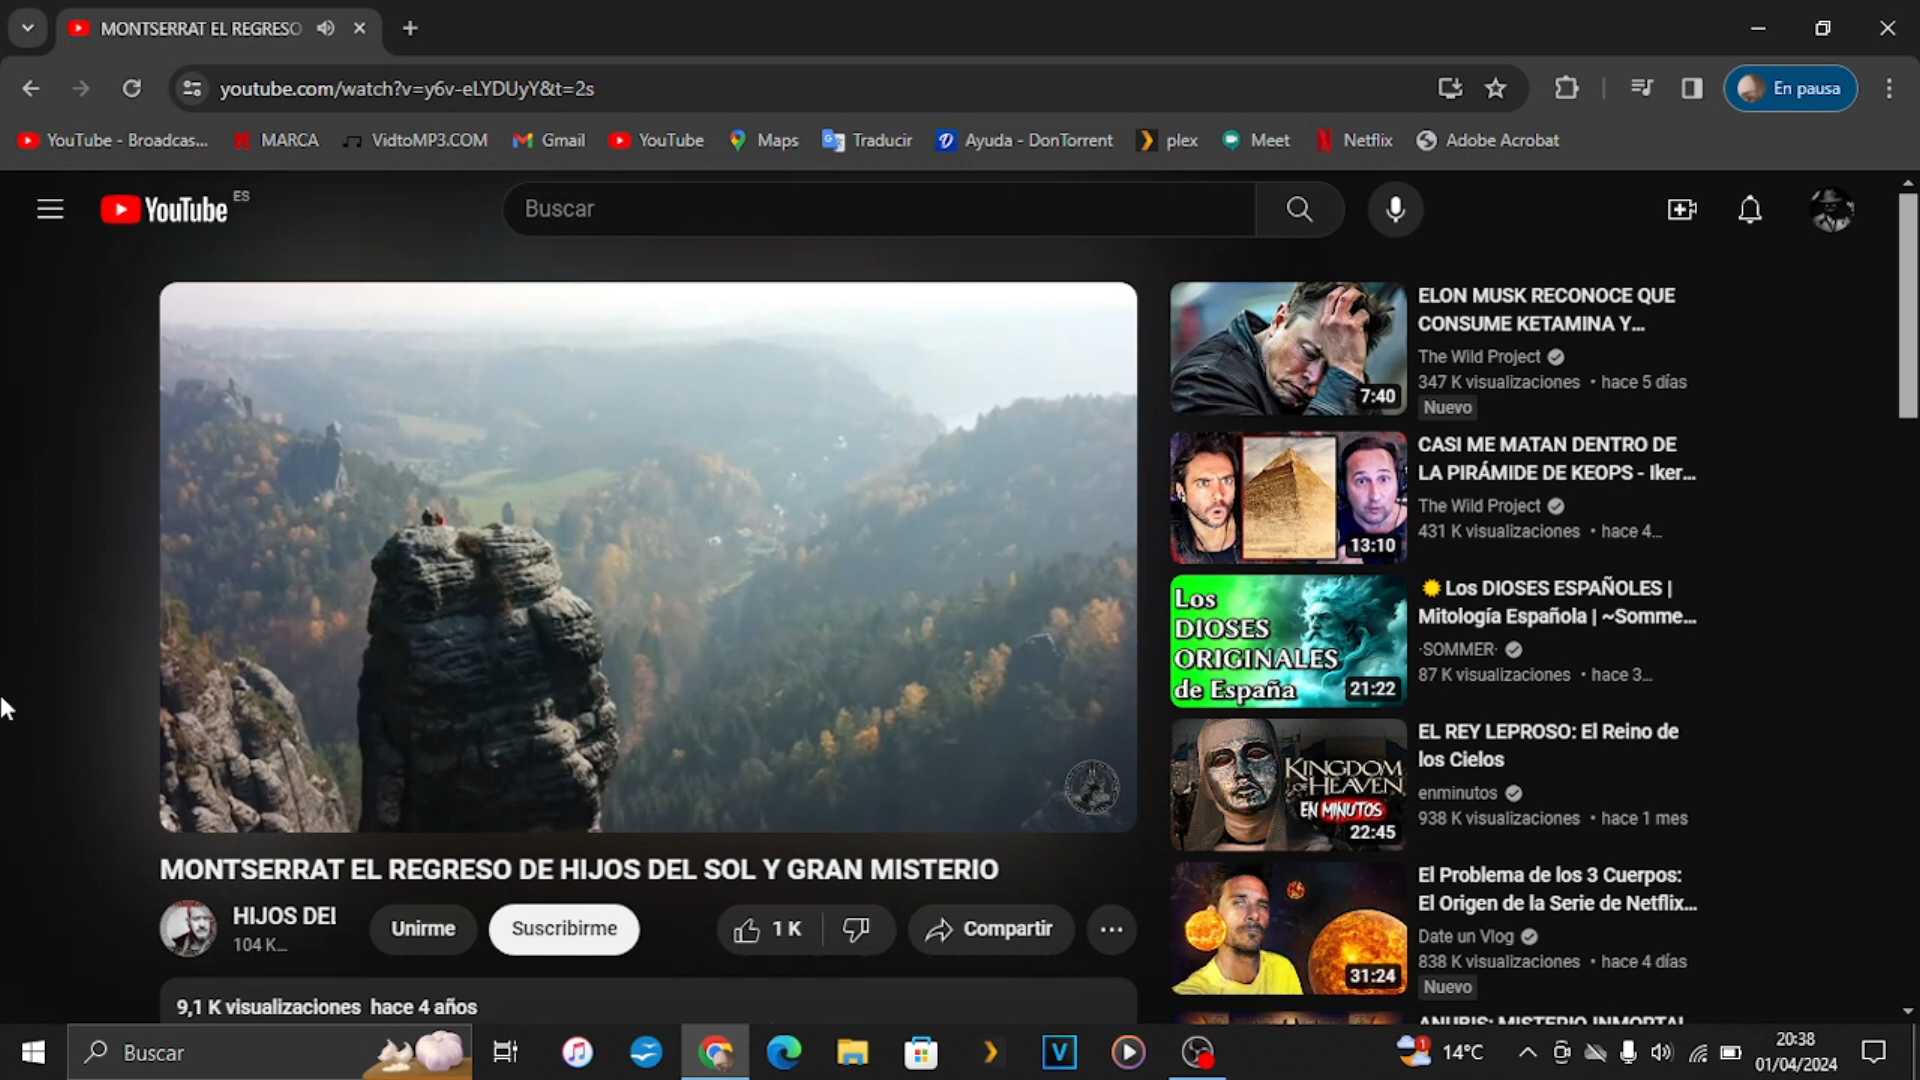 MONTSERRAT EL REGRESO
youtube.com/watch?v=y6v-eLYDUyY&t=2s
En pausa
YouTube - Broadcas...
MARCA
VidtoMP3.COM
Gmail
YouTube
Maps
Traducir
Ayuda - DonTorrent
plex
Meet
Netflix
Adobe Acrobat
YouTube ES
Buscar
ELON MUSK RECONOCE QUE
CONSUME KETAMINA Y...
The Wild Project
347 K visualizaciones • hace 5 días
Nuevo
7:40
CASI ME MATAN DENTRO DE
LA PIRÁMIDE DE KEOPS - Iker...
The Wild Project
431 K visualizaciones • hace 4...
13:10
Los
DIOSES
ORIGINALES
de España
21:22
Los DIOSES ESPAÑOLES |
Mitología Española | ~Somme...
·SOMMER·
87 K visualizaciones • hace 3...
KINGDOM
OF HEAVEN
EN MINUTOS
22:45
EL REY LEPROSO: El Reino de
los Cielos
enminutos
938 K visualizaciones • hace 1 mes
31:24
El Problema de los 3 Cuerpos:
El Origen de la Serie de Netflix...
Date un Vlog
838 K visualizaciones • hace 4 días
Nuevo
ANUBIS: MISTERIO INMORTAL
MONTSERRAT EL REGRESO DE HIJOS DEL SOL Y GRAN MISTERIO
HIJOS DEL
104 K...
Unirme
Suscribirme
1 K
Compartir
9,1 K visualizaciones hace 4 años
Buscar
V
1
14°C
20:38
01/04/2024